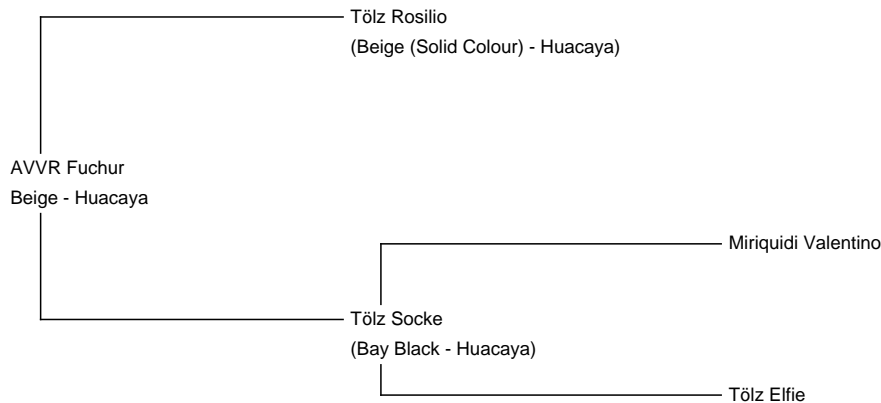 Tölz Rosilio
(Beige (Solid Colour) - Huacaya)
AVVR Fuchur
Beige - Huacaya
Miriquidi Valentino
Tölz Socke
(Bay Black - Huacaya)
Tölz Elfie